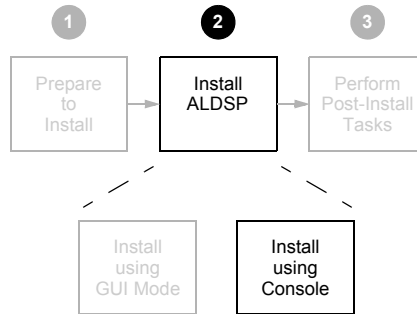 1
2
3
Prepare
to
Install
Install
ALDSP
Perform
Post-Install
Tasks
Install
using
GUI Mode
Install
using
Console